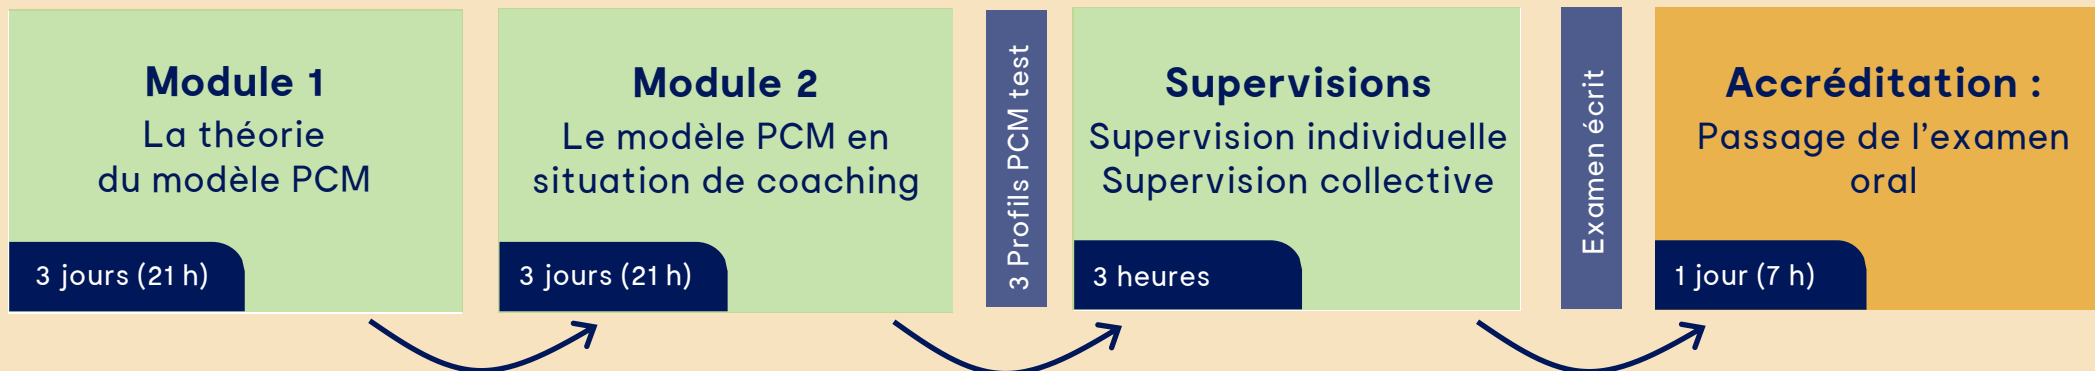 Module 1
La théorie
du modèle PCM
3 jours (21 h)
Module 2
Le modèle PCM en
situation de coaching
3 jours (21 h)
3 Profils PCM test
Supervisions
Supervision individuelle
Supervision collective
3 heures
Examen écrit
Accréditation :
Passage de l'examen
oral
1 jour (7 h)